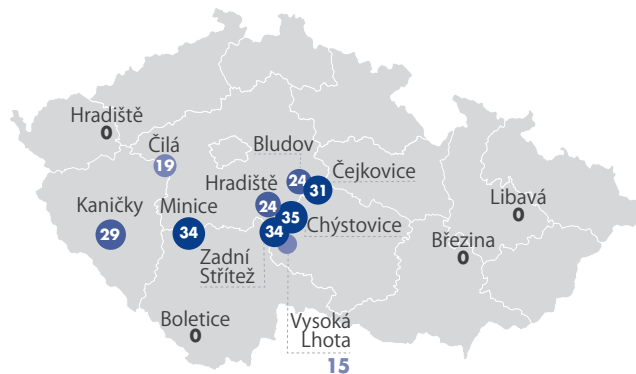 Hradiště
0
Čilá
19
Bludov
24
Čejkovice
31
Hradiště
24
Kaničky
29
Minice
34
35
Chýstovice
34
Zadní
Střítež
Libavá
0
Březina
0
Boletice
0
Vysoká
Lhota
15